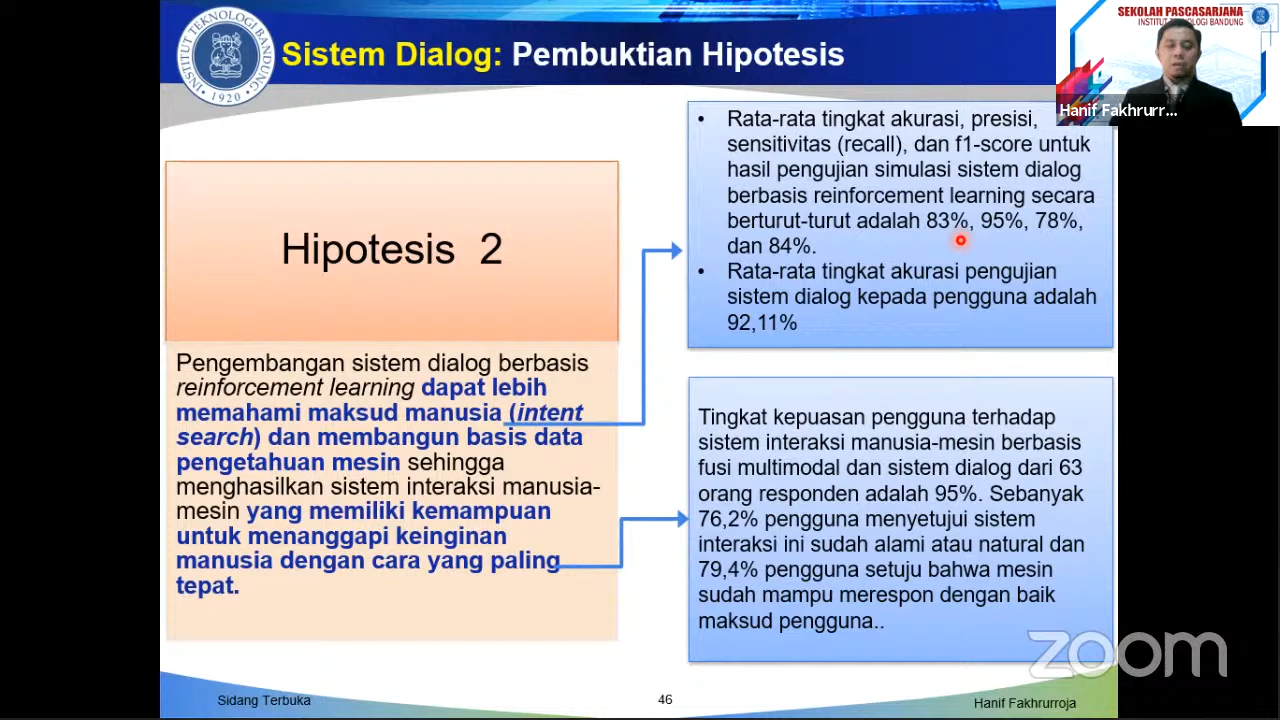 INSTITUT TEKNOLOGI BANDUNG
1920
Sistem Dialog: Pembuktian Hipotesis
SEKOLAH PASCASARJANA
INSTITUT TEKNOLOGI BANDUNG
Hanif Fakhrurr...
Hipotesis 2
Pengembangan sistem dialog berbasis
reinforcement learning dapat lebih
memahami maksud manusia (intent
search) dan membangun basis data
pengetahuan mesin sehingga
menghasilkan sistem interaksi manusia-
mesin yang memiliki kemampuan
untuk menanggapi keinginan
manusia dengan cara yang paling
tepat.
• Rata-rata tingkat akurasi, presisi,
sensitivitas (recall), dan f1-score untuk
hasil pengujian simulasi sistem dialog
berbasis reinforcement learning secara
berturut-turut adalah 83%, 95%, 78%,
dan 84%.
• Rata-rata tingkat akurasi pengujian
sistem dialog kepada pengguna adalah
92,11%
Tingkat kepuasan pengguna terhadap
sistem interaksi manusia-mesin berbasis
fusi multimodal dan sistem dialog dari 63
orang responden adalah 95%. Sebanyak
76,2% pengguna menyetujui sistem
interaksi ini sudah alami atau natural dan
79,4% pengguna setuju bahwa mesin
sudah mampu merespon dengan baik
maksud pengguna..
zoom
Sidang Terbuka
46
Hanif Fakhrurroja